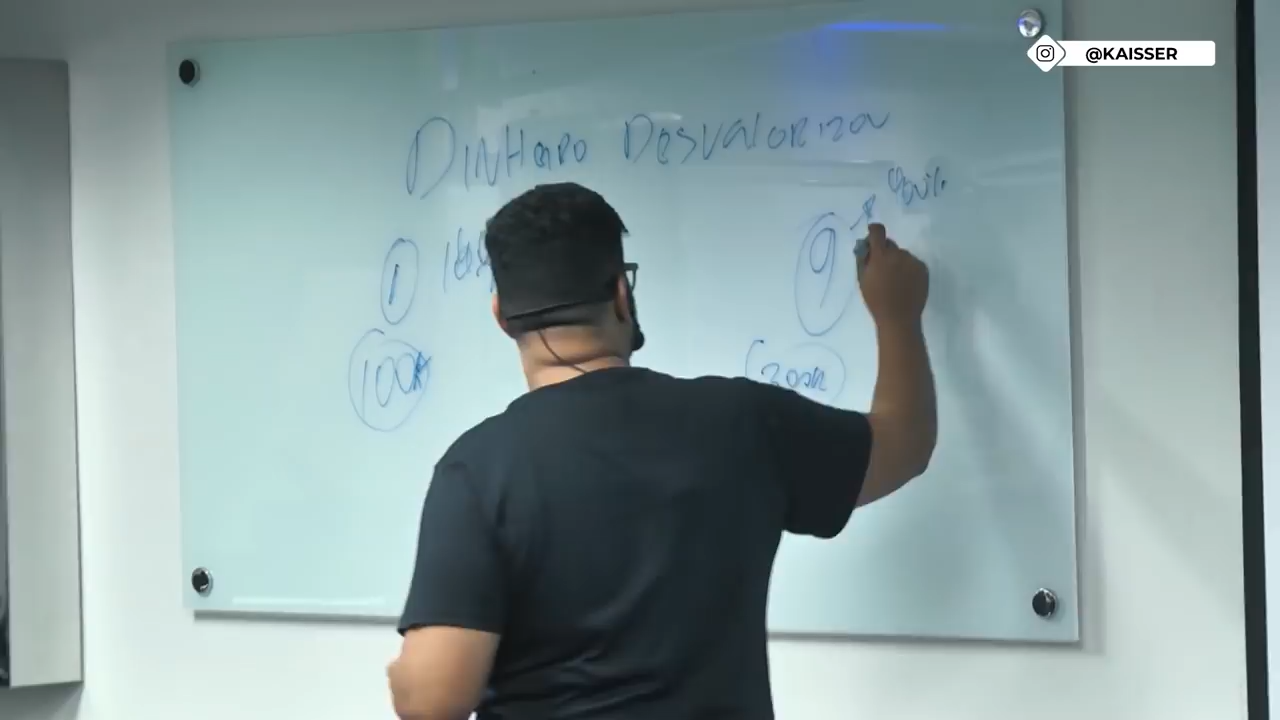 @KAISSER
DINHEIRO DESVALORIZA
1
9
100K
300K